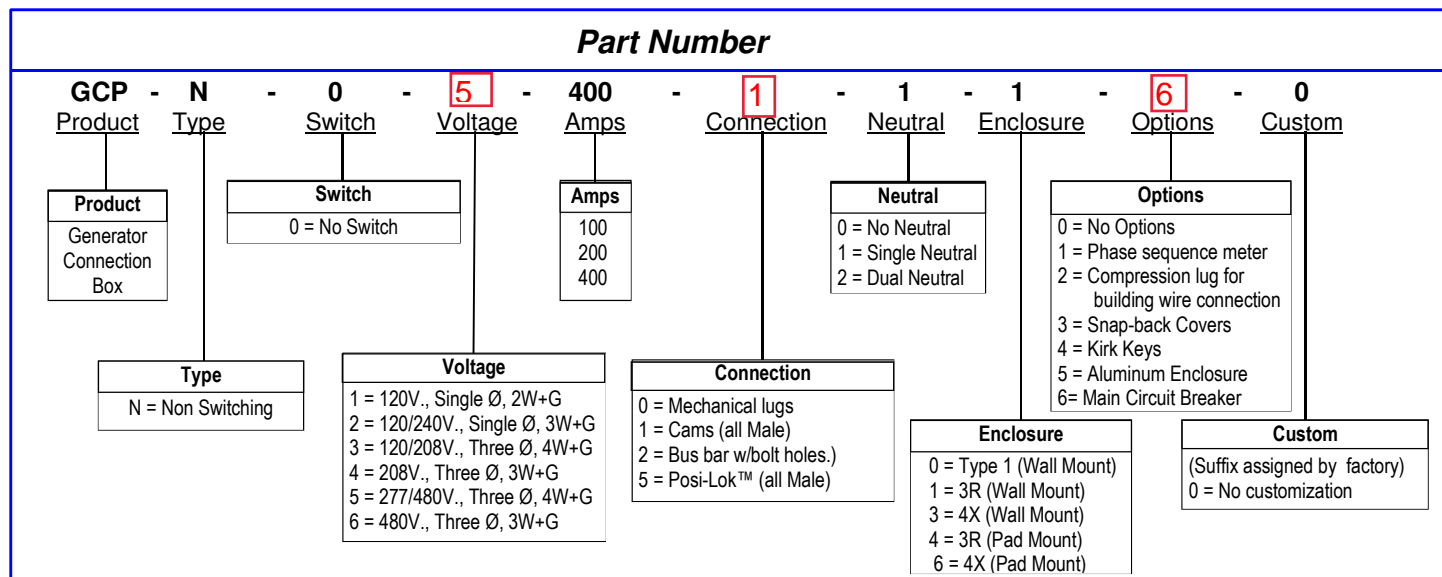 Part Number
GCP - N - 0 - 5 - 400 - 1 - 1 - 1 - 6 - 0
Product Type Switch Voltage Amps Connection Neutral Enclosure Options Custom
Product
Generator
Connection
Box
Switch
0 = No Switch
Amps
100
200
400
Neutral
0 = No Neutral
1 = Single Neutral
2 = Dual Neutral
Options
0 = No Options
1 = Phase sequence meter
2 = Compression lug for
building wire connection
3 = Snap-back Covers
4 = Kirk Keys
5 = Aluminum Enclosure
6= Main Circuit Breaker
Type
N = Non Switching
Voltage
1 = 120V., Single Ø, 2W+G
2 = 120/240V., Single Ø, 3W+G
3 = 120/208V., Three Ø, 4W+G
4 = 208V., Three Ø, 3W+G
5 = 277/480V., Three Ø, 4W+G
6 = 480V., Three Ø, 3W+G
Connection
0 = Mechanical lugs
1 = Cams (all Male)
2 = Bus bar w/bolt holes.)
5 = Posi-Lok™ (all Male)
Enclosure
0 = Type 1 (Wall Mount)
1 = 3R (Wall Mount)
3 = 4X (Wall Mount)
4 = 3R (Pad Mount)
6 = 4X (Pad Mount)
Custom
(Suffix assigned by factory)
0 = No customization